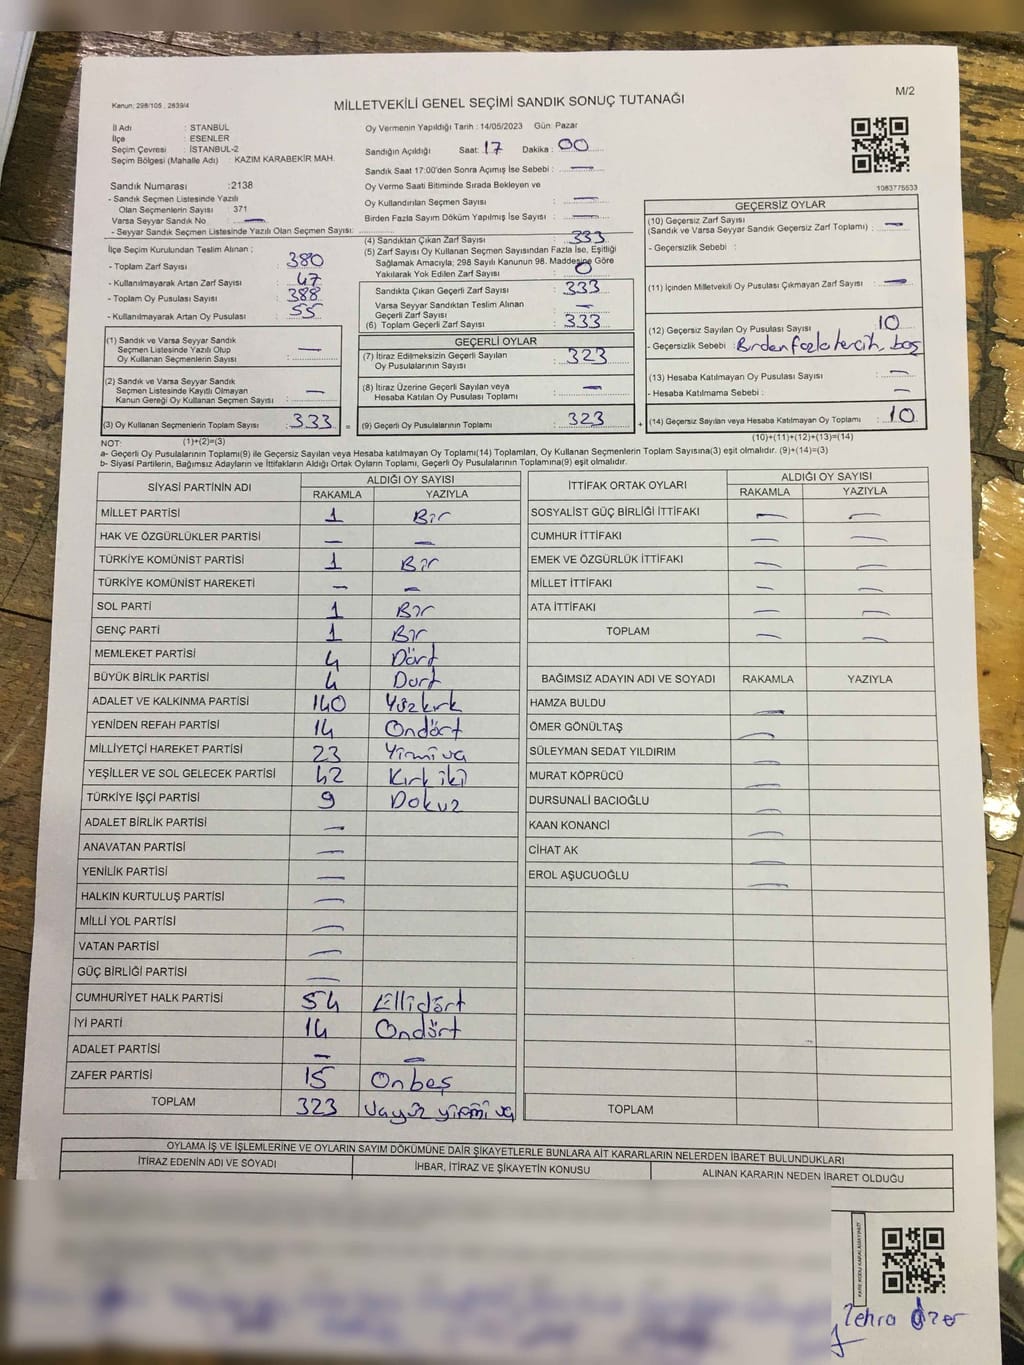 Kanun: 298/105 , 2839/4
MİLLETVEKİLİ GENEL SEÇİMİ SANDIK SONUÇ TUTANAĞI
M/2
İl Adı : STANBUL
İlçe : ESENLER
Seçim Çevresi : İSTANBUL-2
Seçim Bölgesi (Mahalle Adı) : KAZIM KARABEKİR MAH.
Oy Vermenin Yapıldığı Tarih : 14/05/2023 Gün: Pazar
Sandığın Açıldığı Saat: 17 Dakika : 00
Sandık Saat 17:00'den Sonra Açımış İse Sebebi : —
Oy Verme Saati Bitiminde Sırada Bekleyen ve
Oy Kullandırılan Seçmen Sayısı —
Birden Fazla Sayım Döküm Yapılmış İse Sayısı —
1083775633
Sandık Numarası :2138
- Sandık Seçmen Listesinde Yazılı
Olan Seçmenlerin Sayısı : 371
Varsa Seyyar Sandık No : —
- Seyyar Sandık Seçmen Listesinde Yazılı Olan Seçmen Sayısı:
İlçe Seçim Kurulundan Teslim Alınan ;
- Toplam Zarf Sayısı : 380
- Kullanılmayarak Artan Zarf Sayısı : 47
- Toplam Oy Pusulası Sayısı : 388
- Kullanılmayarak Artan Oy Pusulası : 55
(1) Sandık ve Varsa Seyyar Sandık
Seçmen Listesinde Yazılı Olup
Oy Kullanan Seçmenlerin Sayısı : —
(2) Sandık ve Varsa Seyyar Sandık
Seçmen Listesinde Kayıtlı Olmayan
Kanun Gereği Oy Kullanan Seçmen Sayısı : —
(3) Oy Kullanan Seçmenlerin Toplam Sayısı : 333 =
(4) Sandıktan Çıkan Zarf Sayısı 333
(5) Zarf Sayısı Oy Kullanan Seçmen Sayısından Fazla İse, Eşitliği
Sağlamak Amacıyla; 298 Sayılı Kanunun 98. Maddesine Göre
Yakılarak Yok Edilen Zarf Sayısı 0
Sandıkta Çıkan Geçerli Zarf Sayısı : 333
Varsa Seyyar Sandıktan Teslim Alınan
Geçerli Zarf Sayısı : —
(6) Toplam Geçerli Zarf Sayısı : 333
GEÇERLİ OYLAR
(7) İtiraz Edilmeksizin Geçerli Sayılan
Oy Pusulalarının Sayısı : 323
(8) İtiraz Üzerine Geçerli Sayılan veya
Hesaba Katılan Oy Pusulası Toplamı : —
(9) Geçerli Oy Pusulalarının Toplamı : 323 +
GEÇERSİZ OYLAR
(10) Geçersiz Zarf Sayısı
(Sandık ve Varsa Seyyar Sandık Geçersiz Zarf Toplamı) : —
- Geçersizlik Sebebi :
(11) İçinden Milletvekili Oy Pusulası Çıkmayan Zarf Sayısı : —
(12) Geçersiz Sayılan Oy Pusulası Sayısı : 10
- Geçersizlik Sebebi : Birden fazla tercih, boş
(13) Hesaba Katılmayan Oy Pusulası Sayısı : —
- Hesaba Katılmama Sebebi : —
(14) Geçersiz Sayılan veya Hesaba Katılmayan Oy Toplamı : 10
NOT: (1)+(2)=(3) (10)+(11)+(12)+(13)=(14)
a- Geçerli Oy Pusulalarının Toplamı(9) ile Geçersiz Sayılan veya Hesaba katılmayan Oy Toplamı(14) Toplamları, Oy Kullanan Seçmenlerin Toplam Sayısına(3) eşit olmalıdır. (9)+(14)=(3)
b- Siyasi Partilerin, Bağımsız Adayların ve İttifakların Aldığı Ortak Oyların Toplamı, Geçerli Oy Pusulalarının Toplamına(9) eşit olmalıdır.
SİYASİ PARTİNİN ADI ALDIĞI OY SAYISI
RAKAMLA YAZIYLA
MİLLET PARTİSİ 1 Bir
HAK VE ÖZGÜRLÜKLER PARTİSİ — —
TÜRKİYE KOMÜNİST PARTİSİ 1 Bir
TÜRKİYE KOMÜNİST HAREKETİ — —
SOL PARTİ 1 Bir
GENÇ PARTİ 1 Bir
MEMLEKET PARTİSİ 4 Dört
BÜYÜK BİRLİK PARTİSİ 4 Dort
ADALET VE KALKINMA PARTİSİ 140 Yüzkırk
YENİDEN REFAH PARTİSİ 14 Ondört
MİLLİYETÇİ HAREKET PARTİSİ 23 Yirmi üç
YEŞİLLER VE SOL GELECEK PARTİSİ 42 Kırk iki
TÜRKİYE İŞÇİ PARTİSİ 9 Dokuz
ADALET BİRLİK PARTİSİ —
ANAVATAN PARTİSİ —
YENİLİK PARTİSİ —
HALKIN KURTULUŞ PARTİSİ —
MİLLİ YOL PARTİSİ —
VATAN PARTİSİ —
GÜÇ BİRLİĞİ PARTİSİ —
CUMHURİYET HALK PARTİSİ 54 Ellidört
İYİ PARTİ 14 Ondört
ADALET PARTİSİ — —
ZAFER PARTİSİ 15 Onbeş
TOPLAM 323 üçyüz yirmi üç
İTTİFAK ORTAK OYLARI ALDIĞI OY SAYISI
RAKAMLA YAZIYLA
SOSYALİST GÜÇ BİRLİĞİ İTTİFAKI — —
CUMHUR İTTİFAKI — —
EMEK VE ÖZGÜRLÜK İTTİFAKI — —
MİLLET İTTİFAKI — —
ATA İTTİFAKI — —
TOPLAM — —
BAĞIMSIZ ADAYIN ADI VE SOYADI RAKAMLA YAZIYLA
HAMZA BULDU —
ÖMER GÖNÜLTAŞ —
SÜLEYMAN SEDAT YILDIRIM —
MURAT KÖPRÜCÜ —
DURSUNALİ BACIOĞLU —
KAAN KONANCİ —
CİHAT AK —
EROL AŞUCUOĞLU —
TOPLAM
OYLAMA İŞ VE İŞLEMLERİNE VE OYLARIN SAYIM DÖKÜMÜNE DAİR ŞİKAYETLERLE BUNLARA AİT KARARLARIN NELERDEN İBARET BULUNDUKLARI
İTİRAZ EDENİN ADI VE SOYADI İHBAR, İTİRAZ VE ŞİKAYETİN KONUSU ALINAN KARARIN NEDEN İBARET OLDUĞU
KARE KODU KARALAMAYINIZ!
Zehra Özer